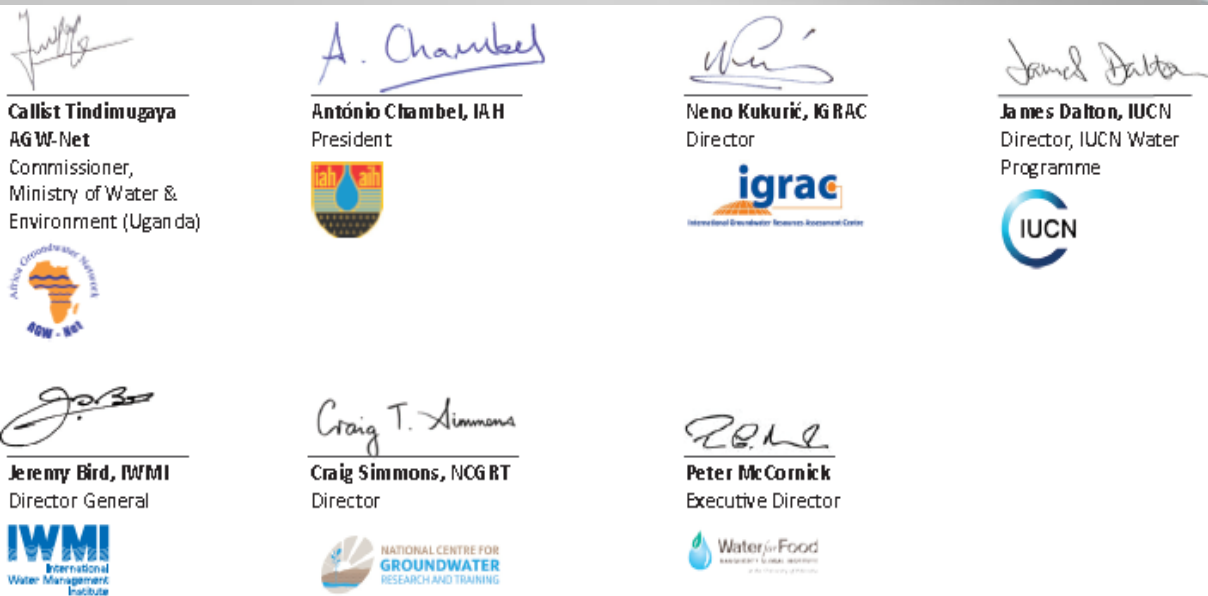 A. Chambel
James Dalton
Callist Tindimugaya
AGW-Net
Commissioner,
Ministry of Water &
Environment (Uganda)
Africa Groundwater Network
AGW - Net
António Chambel, IAH
President
iah aih
Neno Kukurić, IGRAC
Director
igrac
International Groundwater Resources Assessment Centre
James Dalton, IUCN
Director, IUCN Water
Programme
IUCN
Craig T. Simmons
Jeremy Bird, IWMI
Director General
IWMI
International
Water Management
Institute
Craig Simmons, NCGRT
Director
NATIONAL CENTRE FOR
GROUNDWATER
RESEARCH AND TRAINING
Peter McCornick
Executive Director
Water for Food